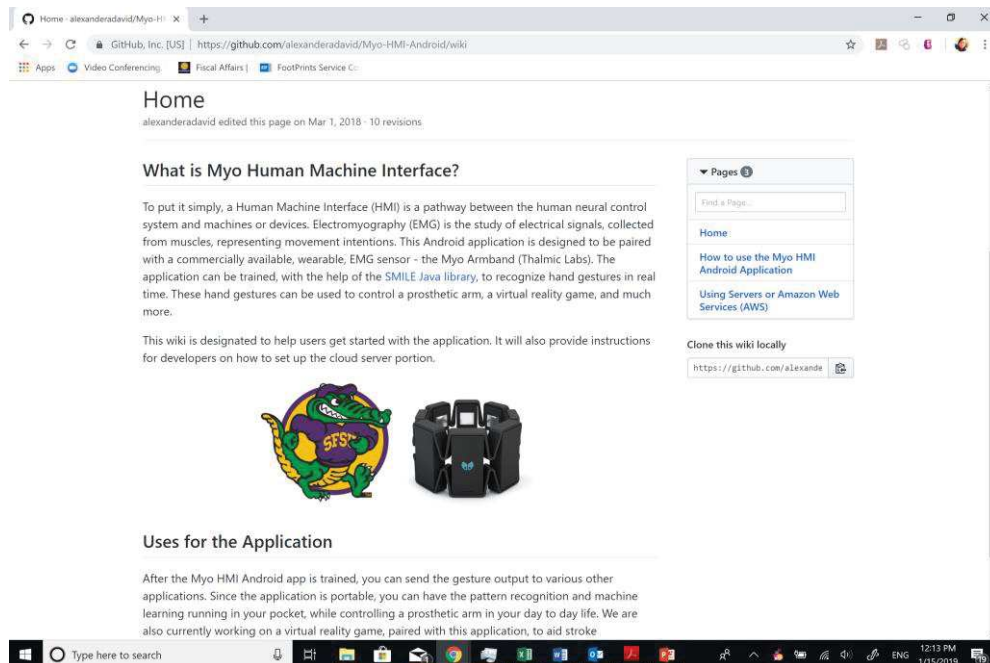 Home · alexanderadavid/Myo-H
GitHub, Inc. [US] | https://github.com/alexanderadavid/Myo-HMI-Android/wiki
Apps Video Conferencing Fiscal Affairs | FootPrints Service C
Home
alexanderadavid edited this page on Mar 1, 2018 · 10 revisions
What is Myo Human Machine Interface?
To put it simply, a Human Machine Interface (HMI) is a pathway between the human neural control
system and machines or devices. Electromyography (EMG) is the study of electrical signals, collected
from muscles, representing movement intentions. This Android application is designed to be paired
with a commercially available, wearable, EMG sensor - the Myo Armband (Thalmic Labs). The
application can be trained, with the help of the SMILE Java library, to recognize hand gestures in real
time. These hand gestures can be used to control a prosthetic arm, a virtual reality game, and much
more.
This wiki is designated to help users get started with the application. It will also provide instructions
for developers on how to set up the cloud server portion.
SFSU
Uses for the Application
After the Myo HMI Android app is trained, you can send the gesture output to various other
applications. Since the application is portable, you can have the pattern recognition and machine
learning running in your pocket, while controlling a prosthetic arm in your day to day life. We are
also currently working on a virtual reality game, paired with this application, to aid stroke
Pages 3
Find a Page...
Home
How to use the Myo HMI
Android Application
Using Servers or Amazon Web
Services (AWS)
Clone this wiki locally
https://github.com/alexande
Type here to search
ENG
12:13 PM
1/15/2019